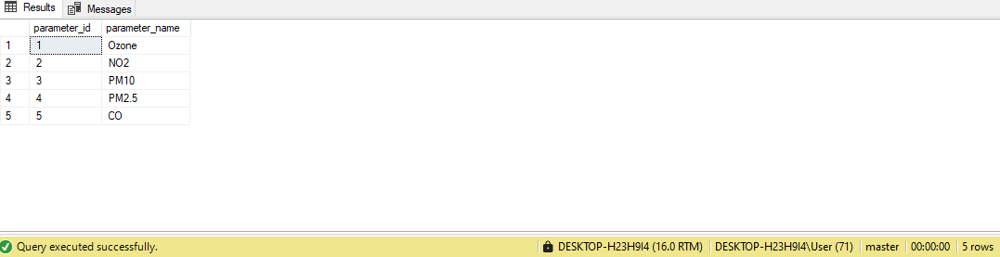 Results Messages
parameter_id parameter_name
1 1 Ozone
2 2 NO2
3 3 PM10
4 4 PM2.5
5 5 CO
Query executed successfully. DESKTOP-H23H9I4 (16.0 RTM) DESKTOP-H23H9I4\User (71) master 00:00:00 5 rows